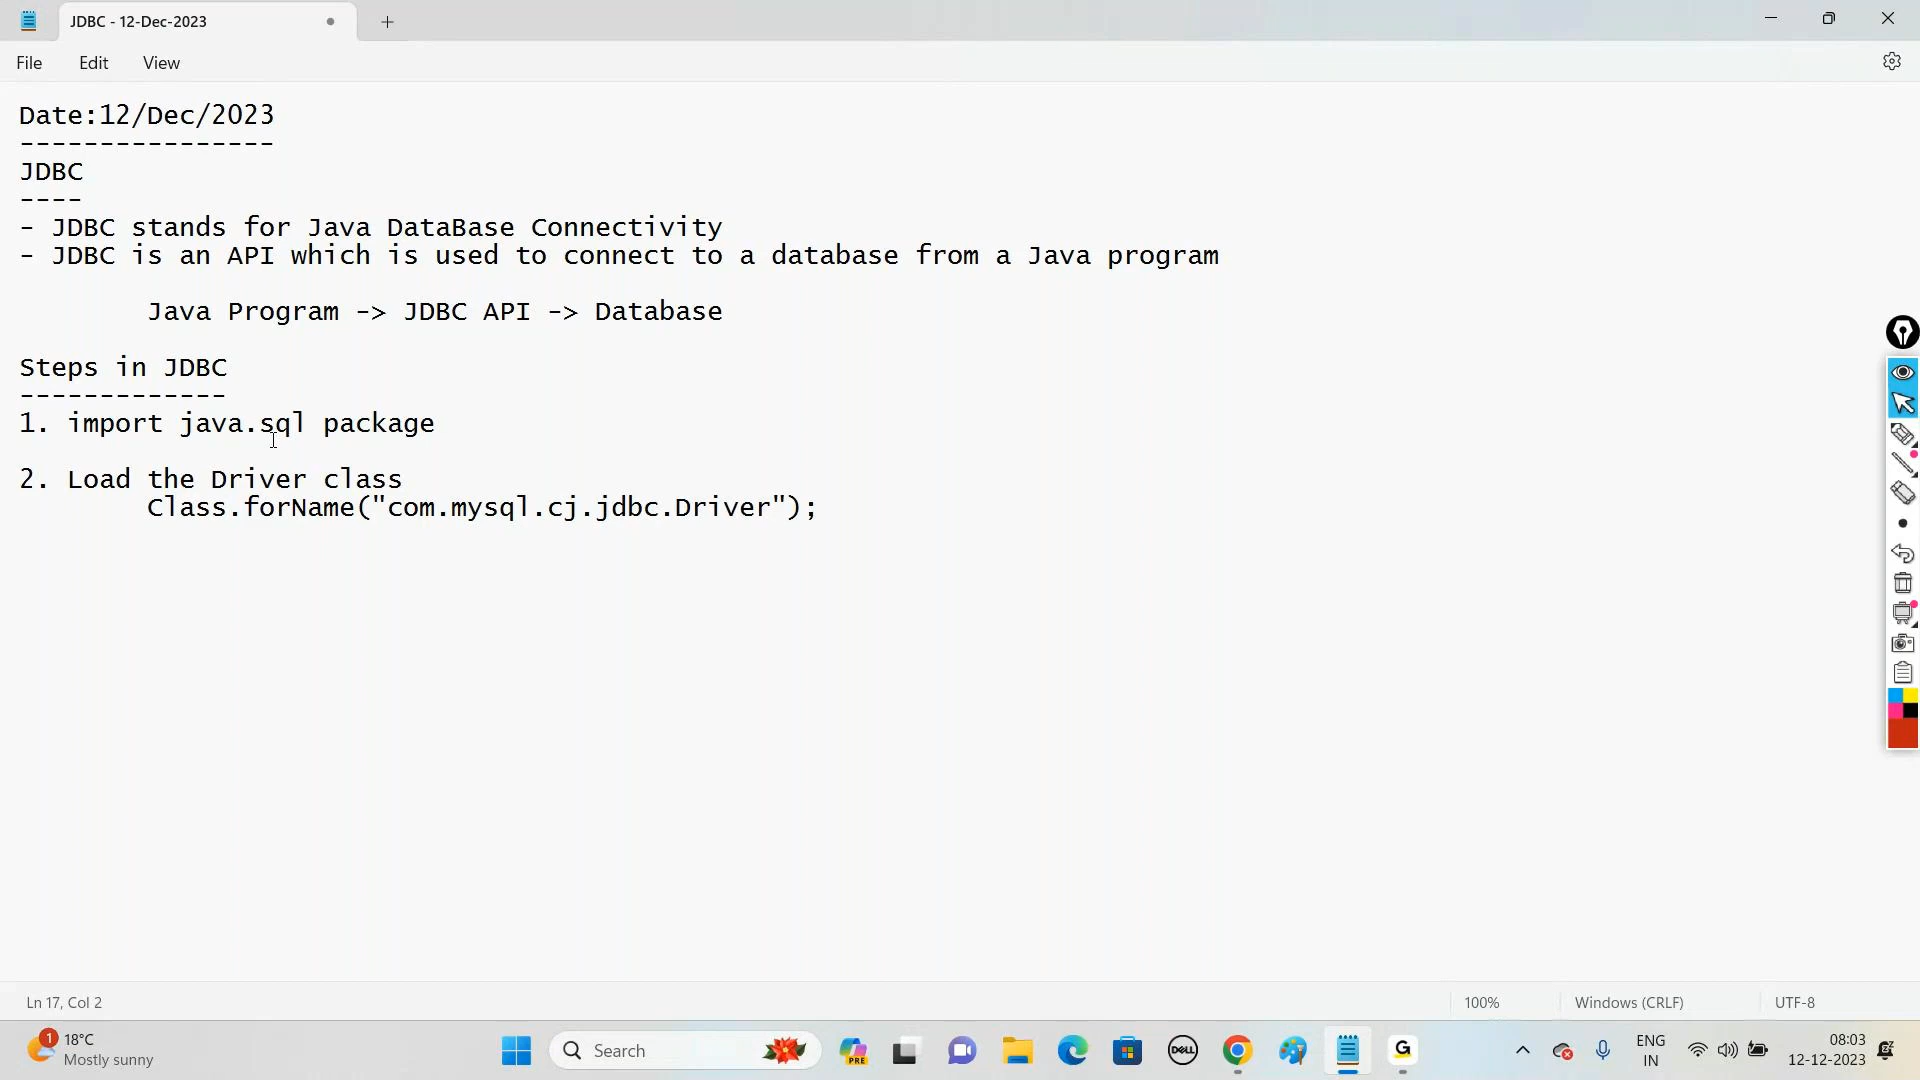 JDBC - 12-Dec-2023
File Edit View
Date:12/Dec/2023
----------------
JDBC
----
- JDBC stands for Java DataBase Connectivity
- JDBC is an API which is used to connect to a database from a Java program
Java Program -> JDBC API -> Database
Steps in JDBC
-------------
1. import java.sql package
2. Load the Driver class
Class.forName("com.mysql.cj.jdbc.Driver");
Ln 17, Col 2
100%
Windows (CRLF)
UTF-8
1
18°C
Mostly sunny
Search
PRE
DELL
G
ENG
IN
08:03
12-12-2023